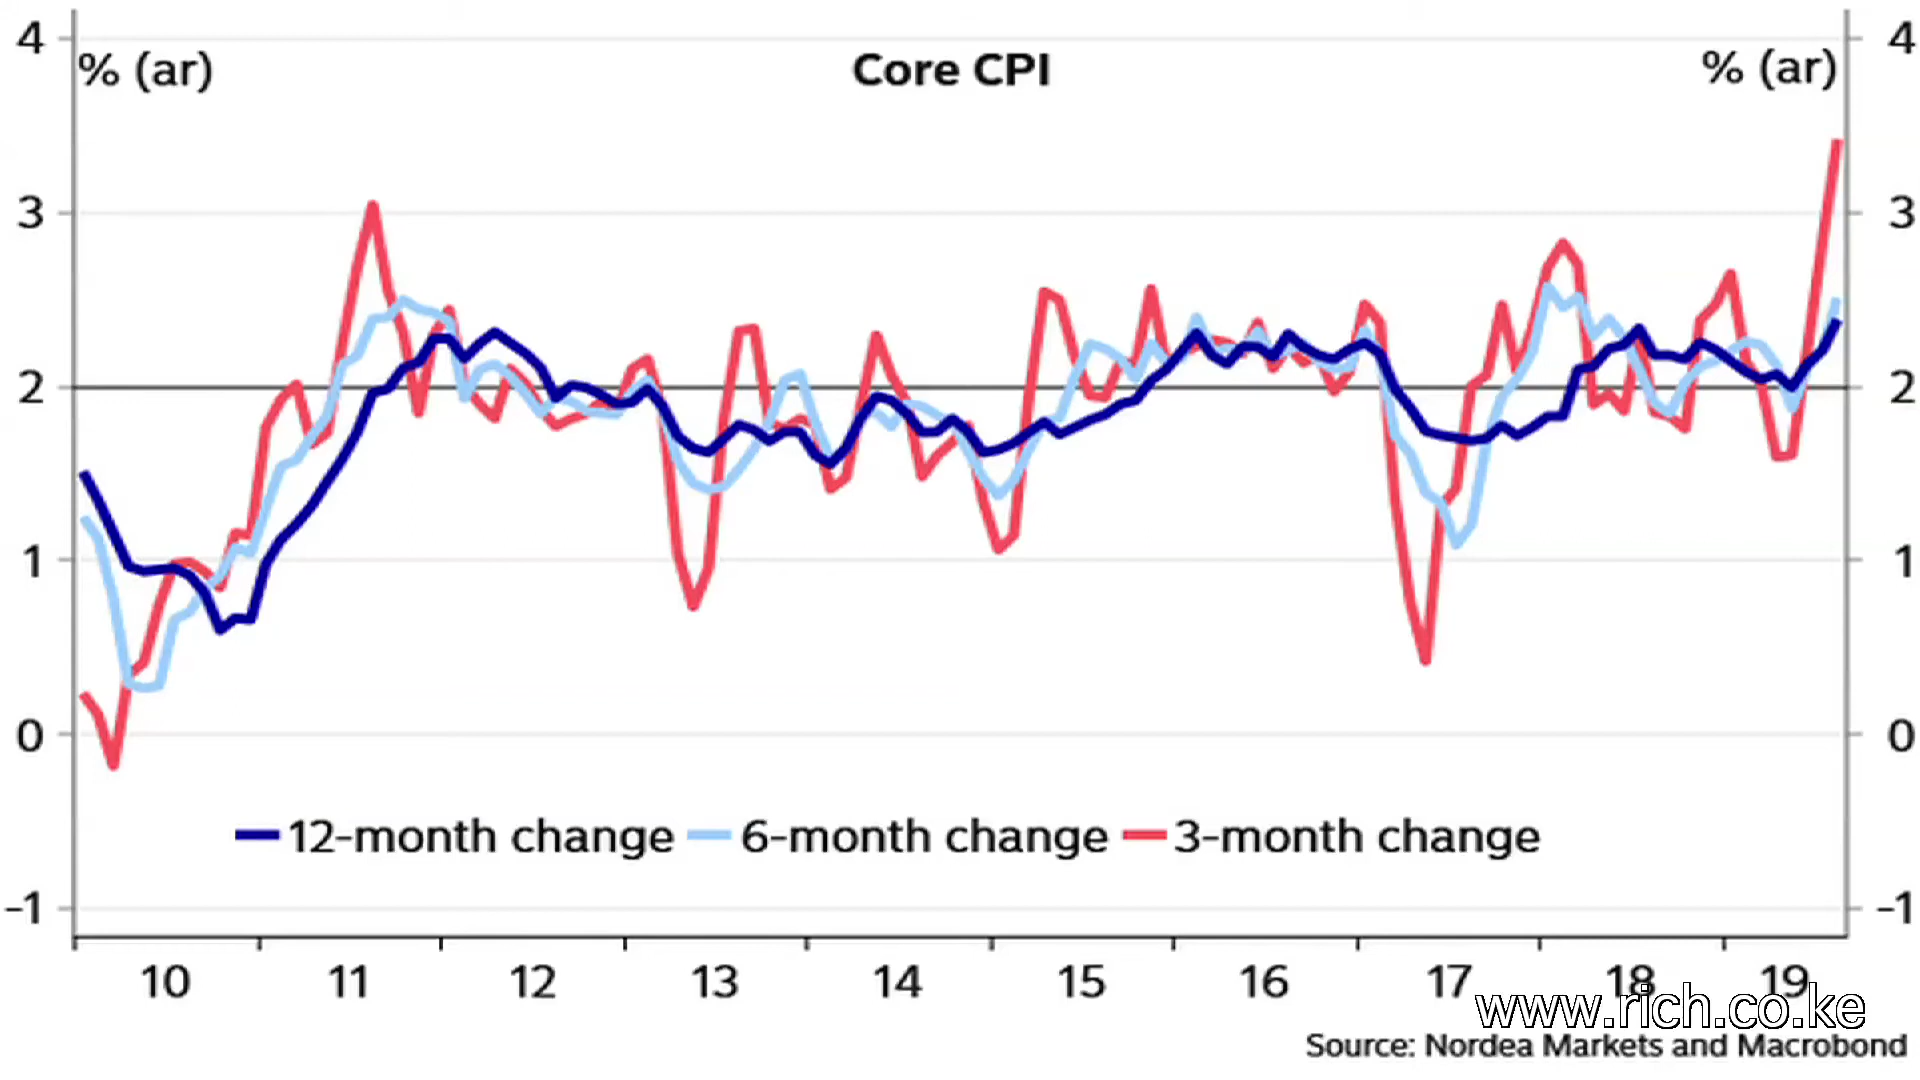 Core CPI
% (ar)
% (ar)
4
3
2
1
0
-1
4
3
2
1
0
-1
12-month change 6-month change 3-month change
10 11 12 13 14 15 16 17 18 19
www.rich.co.ke
Source: Nordea Markets and Macrobond